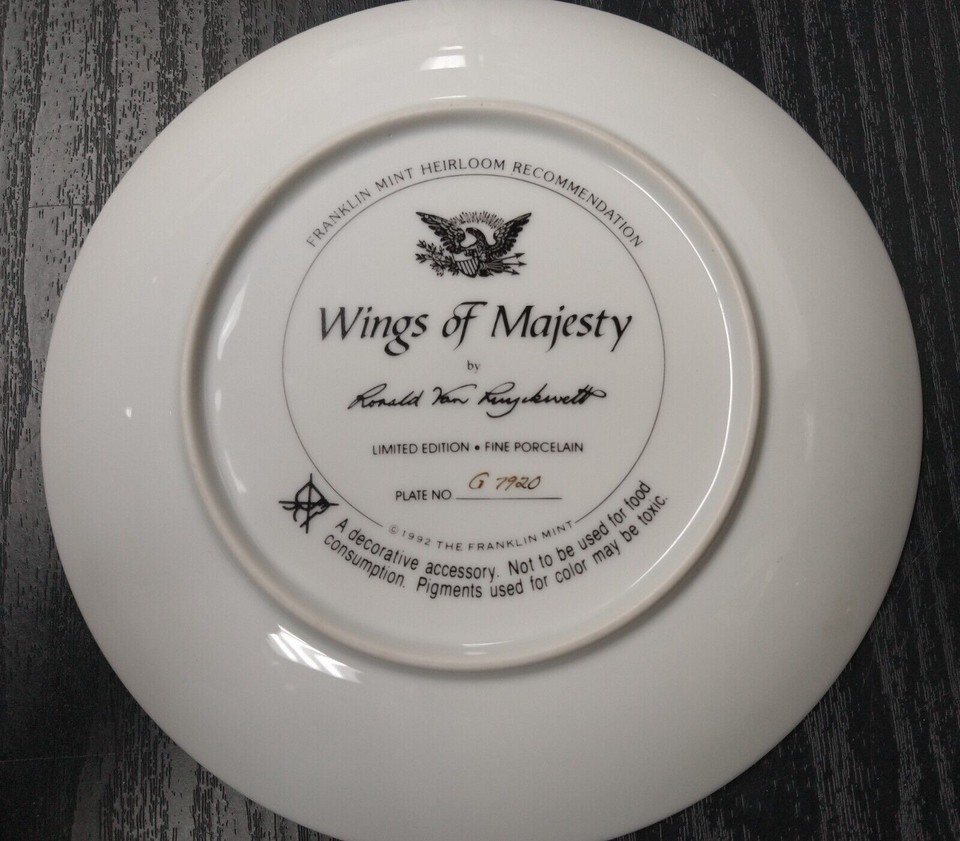 FRANKLIN MINT HEIRLOOM RECOMMENDATION
Wings of Majesty
by
Ronald Van Ruyckevelt
LIMITED EDITION • FINE PORCELAIN
PLATE NO G 7920
© 1992 THE FRANKLIN MINT
A decorative accessory. Not to be used for food
consumption. Pigments used for color may be toxic.